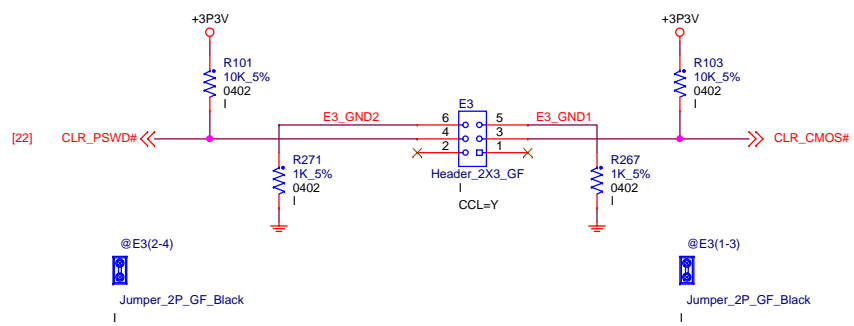 +3P3V
+3P3V
R101
10K_5%
0402
I
R103
10K_5%
0402
I
E3
E3_GND2
6
5
E3_GND1
[22]
CLR_PSWD#
4
3
CLR_CMOS#
2
1
R271
1K_5%
0402
I
Header_2X3_GF
I
CCL=Y
R267
1K_5%
0402
I
@E3(2-4)
@E3(1-3)
Jumper_2P_GF_Black
I
Jumper_2P_GF_Black
I